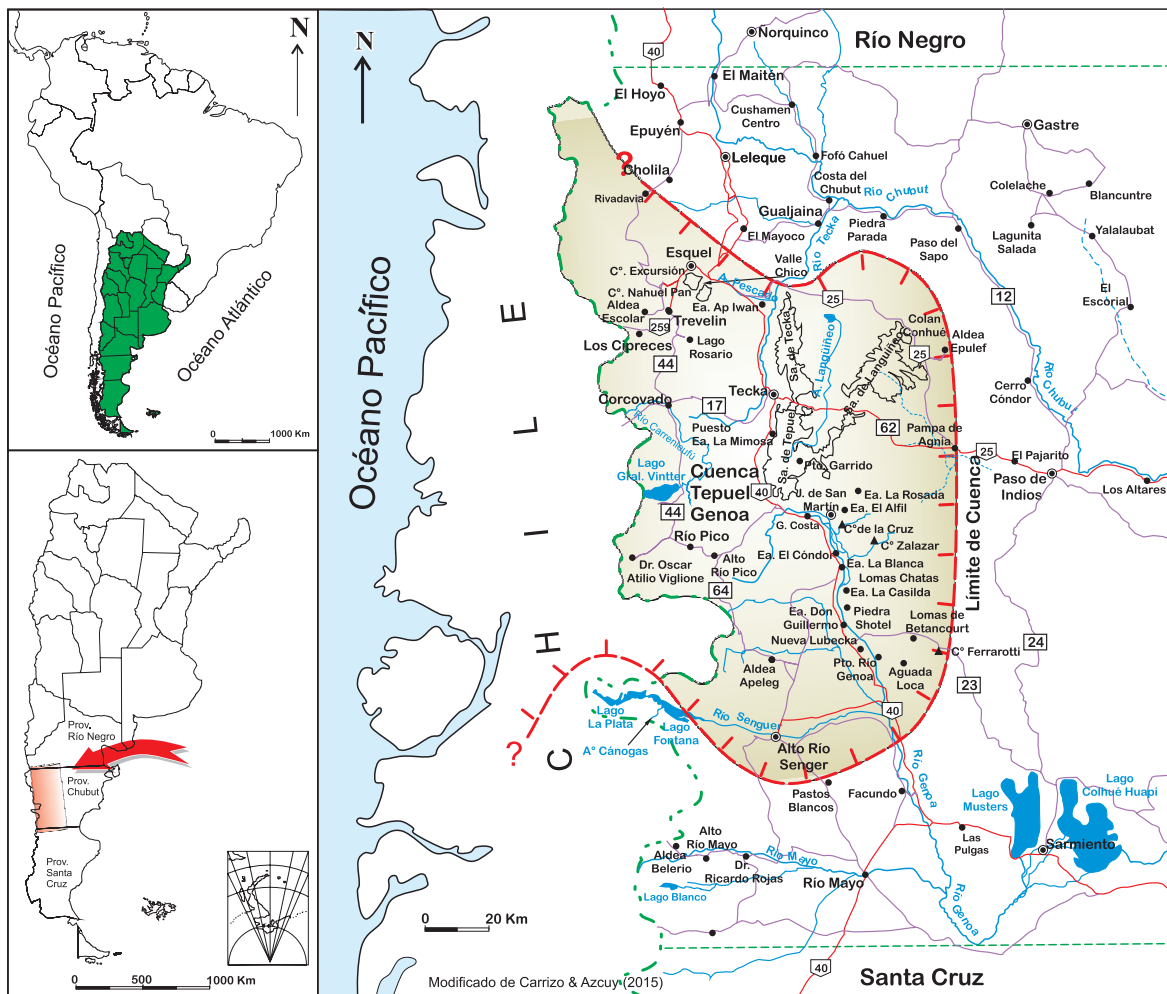 N
Océano Pacífico
Océano Atlántico
0
1000 Km
Prov.
Río Negro
Prov.
Chubut
Prov.
Santa
Cruz
0
500
1000 Km
N
Océano Pacífico
C H I L E
Río Negro
40
Norquinco
El Maitén
El Hoyo
Cushamen
Centro
Epuyén
Gastre
Leleque
Fofó Cahuel
?
Cholila
Costa del
Chubut
Río Chubut
Colelache
Blancuntre
Rivadavia
Gualjaina
El Mayoco
Río Tecka
Piedra
Parada
Paso del
Sapo
Lagunita
Salada
Yalalaubat
Esquel
Valle
Chico
C°. Excursión
A. Pescado
El
Escorial
C°. Nahuel Pan
Aldea
Escolar
Ea. Ap Iwan
25
12
Trevelin
259
Colan
Conhué
Aldea
Epulef
Los Cipreces
Lago
Rosario
Sa. de Tecka
A. Languiñeo
Sa. de Languiñeo
25
44
Río Chubut
Tecka
Cerro
Cóndor
Corcovado
17
Río Carrenleufú
Puesto
Ea. La Mimosa
Sa. de Tepuel
62
Pampa de
Agnia
25
El Pajarito
Lago
Gral. Vintter
Cuenca
Tepuel
Genoa
Pto. Garrido
Paso de
Indios
Los Altares
40
J. de San
Martín
Ea. La Rosada
Ea. El Alfil
44
G. Costa
C°de la Cruz
C° Zalazar
Río Pico
Ea. El Cóndor
Dr. Oscar
Atilio Viglione
Alto
Río Pico
Ea. La Blanca
Lomas Chatas
Ea. La Casilda
Límite de Cuenca
64
Ea. Don
Guillermo
Piedra
Shotel
Lomas de
Betancourt
Nueva Lubecka
24
C° Ferrarotti
Aldea
Apeleg
Pto. Río
Genoa
Aguada
Loca
23
Lago
La Plata
Lago
Fontana
Río Senguer
40
?
A° Cánogas
Alto Río
Senger
Río Genoa
Pastos
Blancos
Facundo
Lago
Musters
Lago
Colhué Huapi
Alto
Río Mayo
Las
Pulgas
Sarmiento
Aldea
Belerio
Dr.
Ricardo Rojas
Río Mayo
Río Mayo
Lago Blanco
Río
Genoa
0
20 Km
40
Santa Cruz
Modificado de Carrizo & Azcuy (2015)